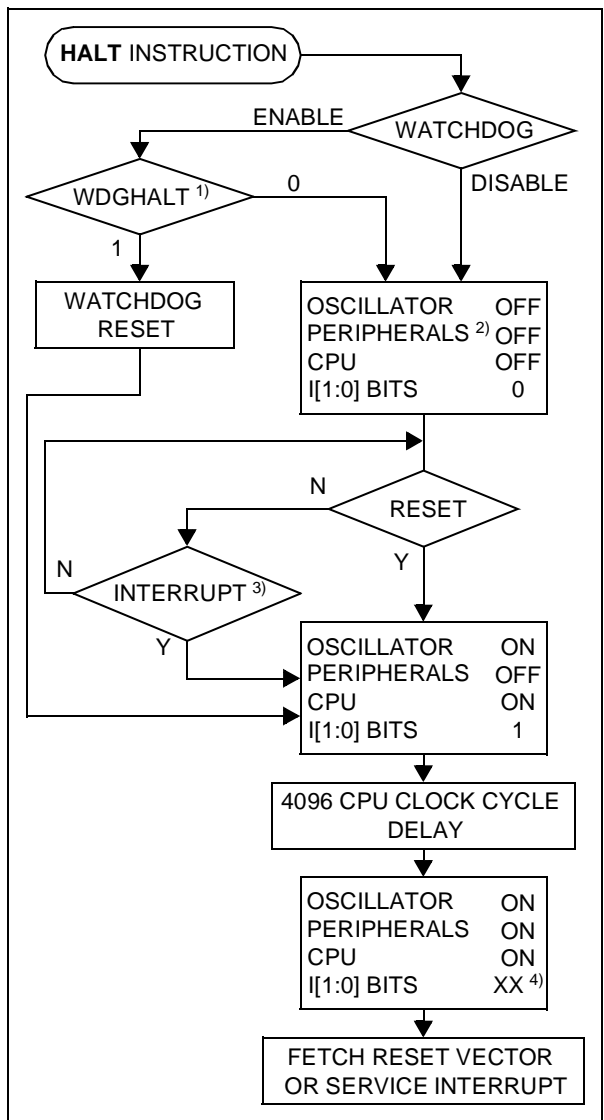 HALT INSTRUCTION
WATCHDOG
ENABLE
DISABLE
WDGHALT 1)
0
1
WATCHDOG
RESET
OSCILLATOR OFF
PERIPHERALS 2) OFF
CPU OFF
I[1:0] BITS 0
RESET
N
Y
INTERRUPT 3)
N
Y
OSCILLATOR ON
PERIPHERALS OFF
CPU ON
I[1:0] BITS 1
4096 CPU CLOCK CYCLE
DELAY
OSCILLATOR ON
PERIPHERALS ON
CPU ON
I[1:0] BITS XX 4)
FETCH RESET VECTOR
OR SERVICE INTERRUPT